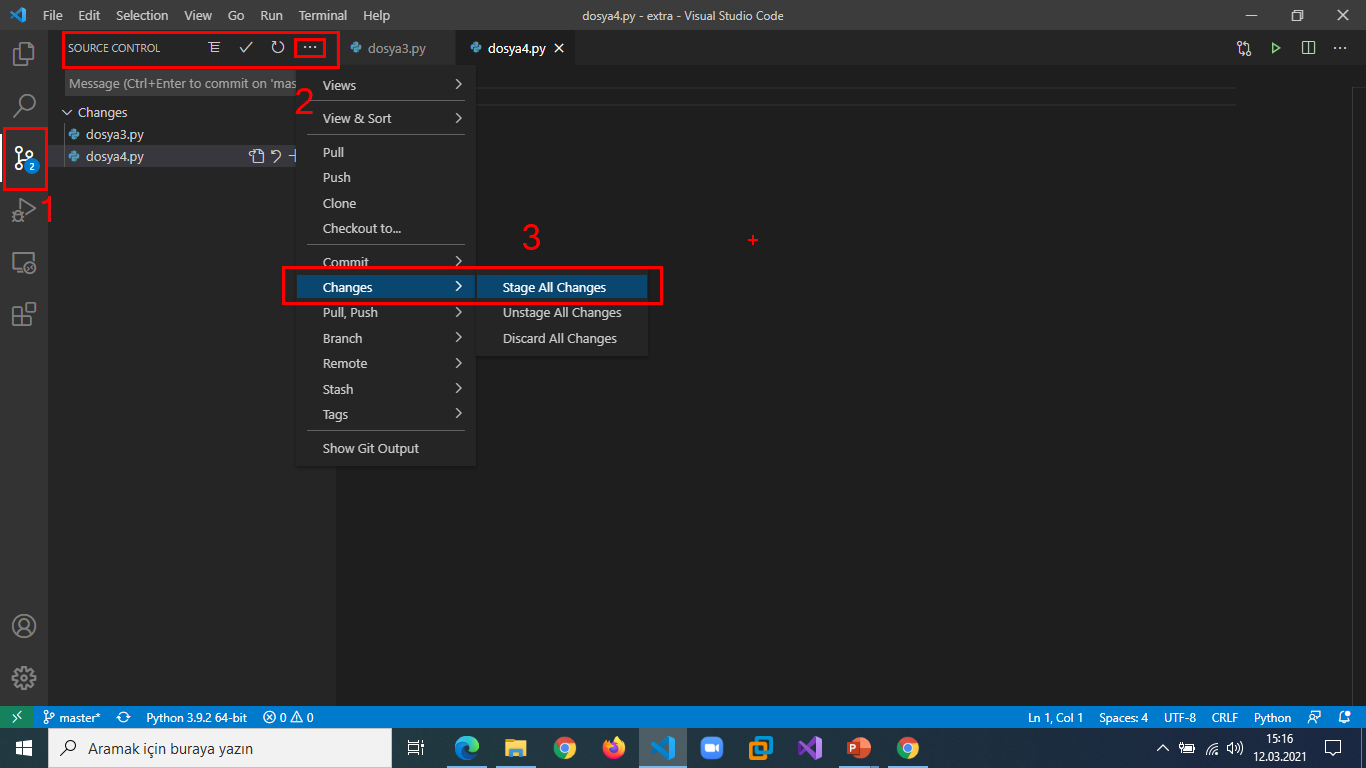 File Edit Selection View Go Run Terminal Help
dosya4.py - extra - Visual Studio Code
SOURCE CONTROL
dosya3.py
dosya4.py
Message (Ctrl+Enter to commit on 'mas
Changes
dosya3.py
dosya4.py
2
1
2
3
Views
View & Sort
Pull
Push
Clone
Checkout to...
Commit
Changes
Pull, Push
Branch
Remote
Stash
Tags
Show Git Output
Stage All Changes
Unstage All Changes
Discard All Changes
master*
Python 3.9.2 64-bit
0 0
Ln 1, Col 1
Spaces: 4
UTF-8
CRLF
Python
Aramak için buraya yazın
15:16
12.03.2021